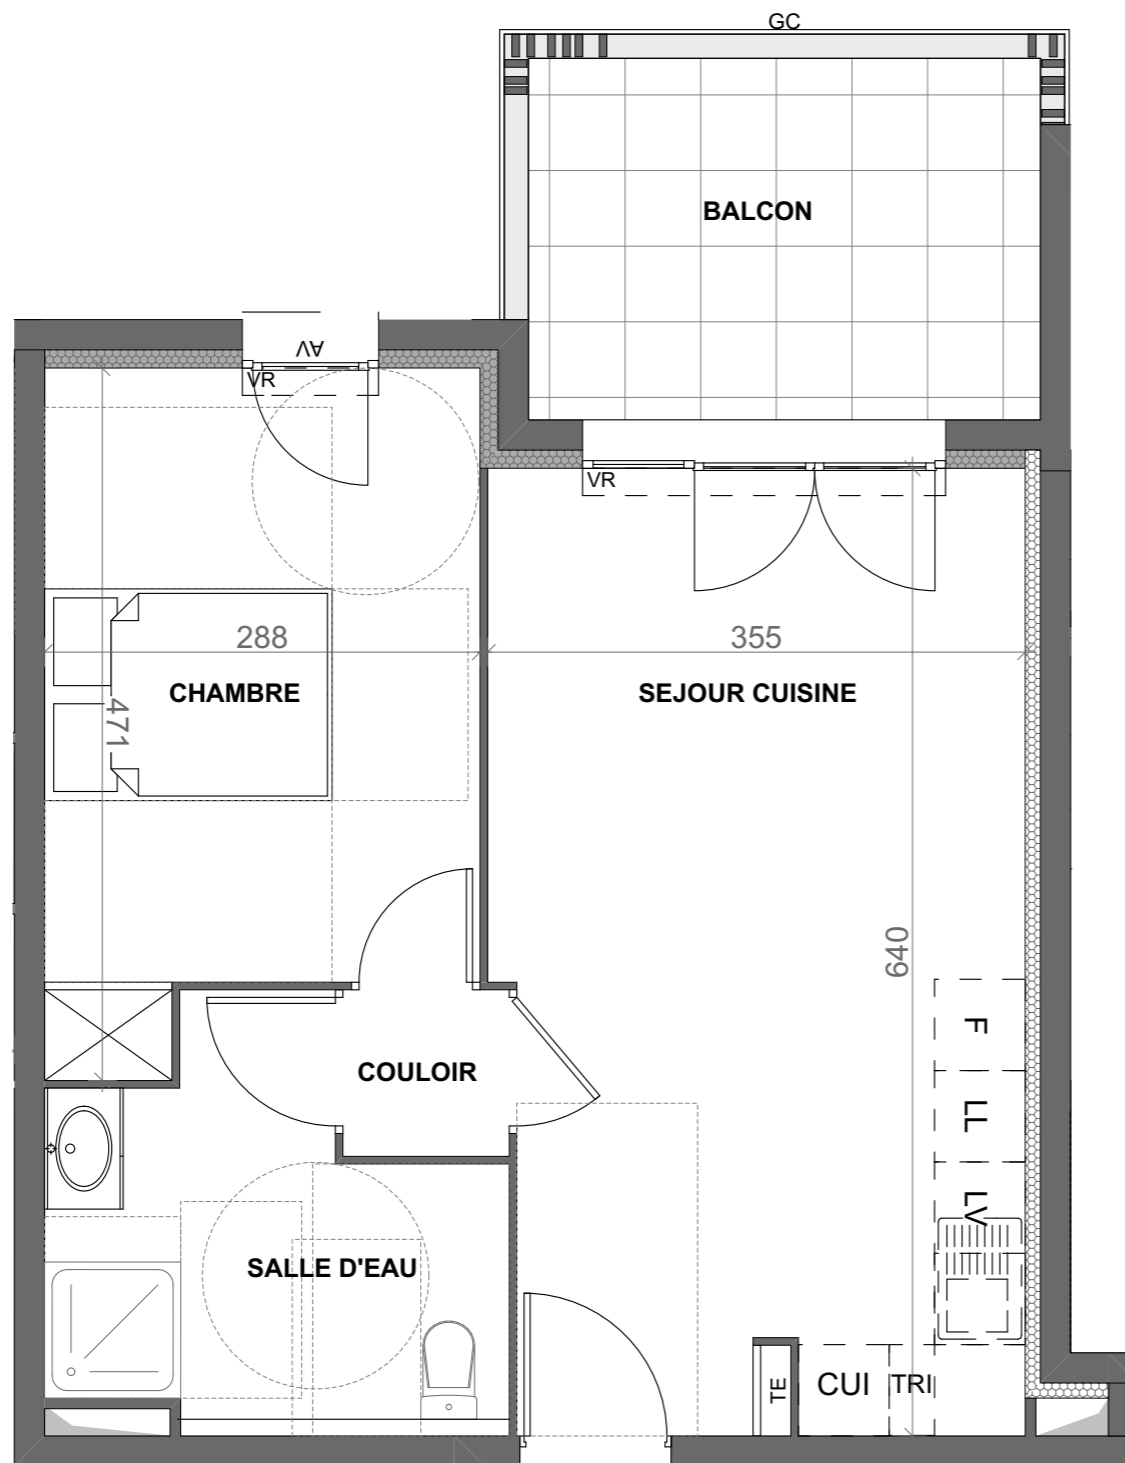 GC
BALCON
AV
VR
VR
288
355
CHAMBRE
SEJOUR CUISINE
471
640
F
COULOIR
LL
LV
SALLE D'EAU
TE
CUI
TRI